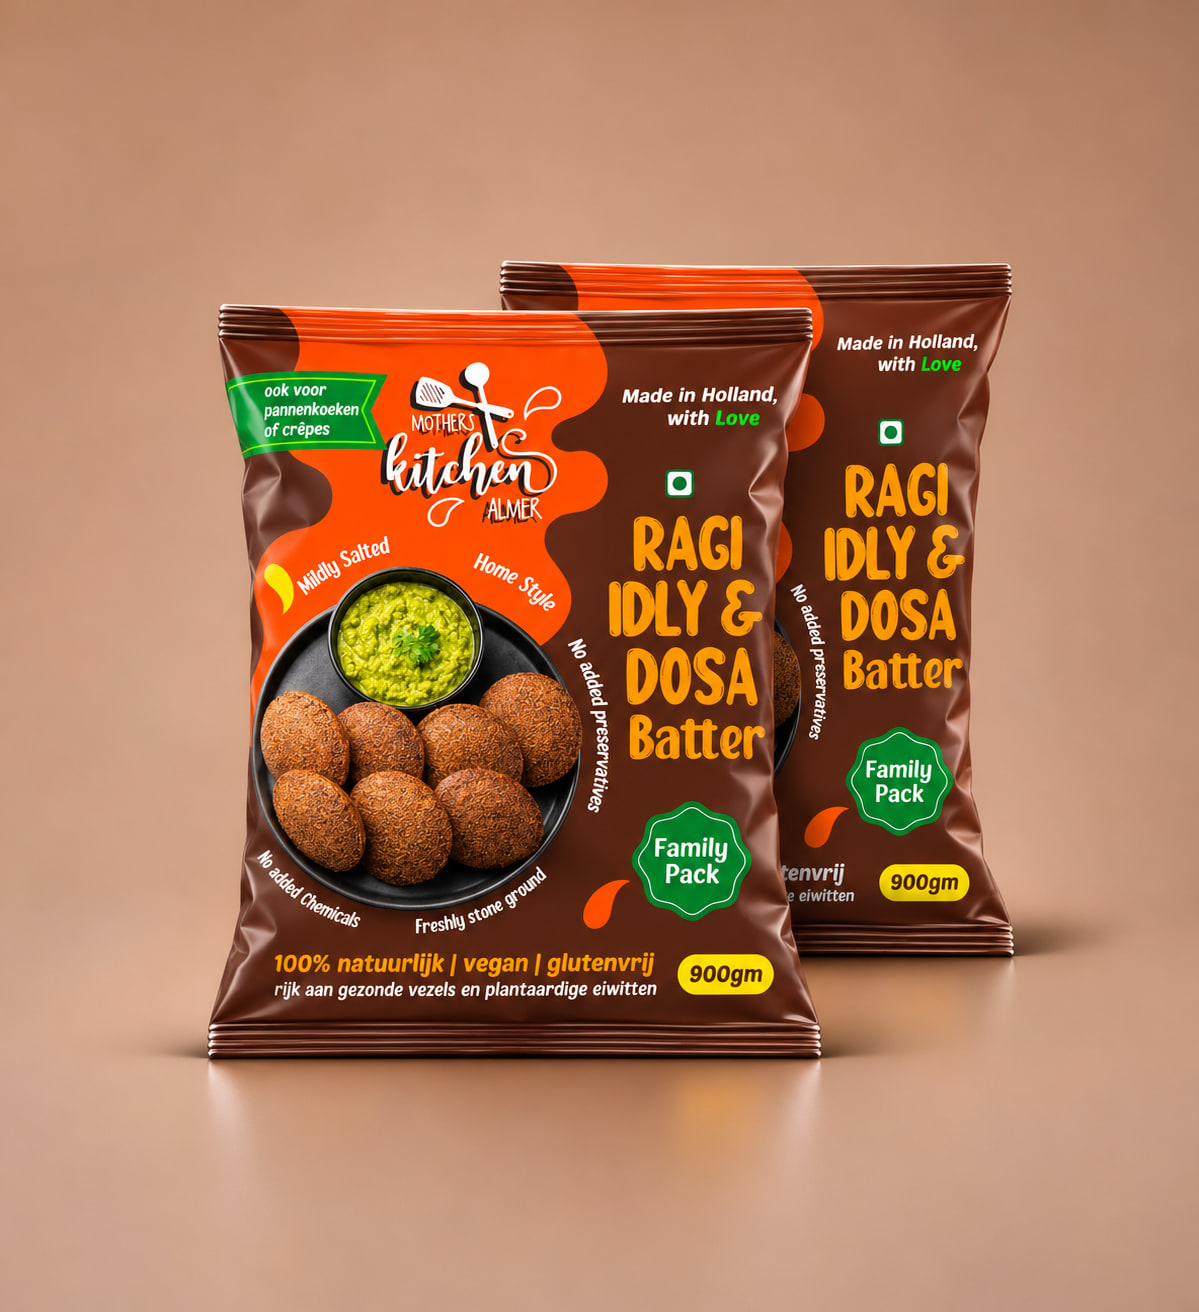 ook voor
pannenkoeken
of crêpes
MOTHERS
kitchen
ALMER
Made in Holland,
with Love
Mildly Salted
Home Style
No added preservatives
RAGI
IDLY &
DOSA
Batter
Family
Pack
No added Chemicals
Freshly stone ground
100% natuurlijk | vegan | glutenvrij
rijk aan gezonde vezels en plantaardige eiwitten
900gm
Made in Holland,
with Love
RAGI
IDLY &
DOSA
Batter
No added preservatives
Family
Pack
tenvrij
e eiwitten
900gm